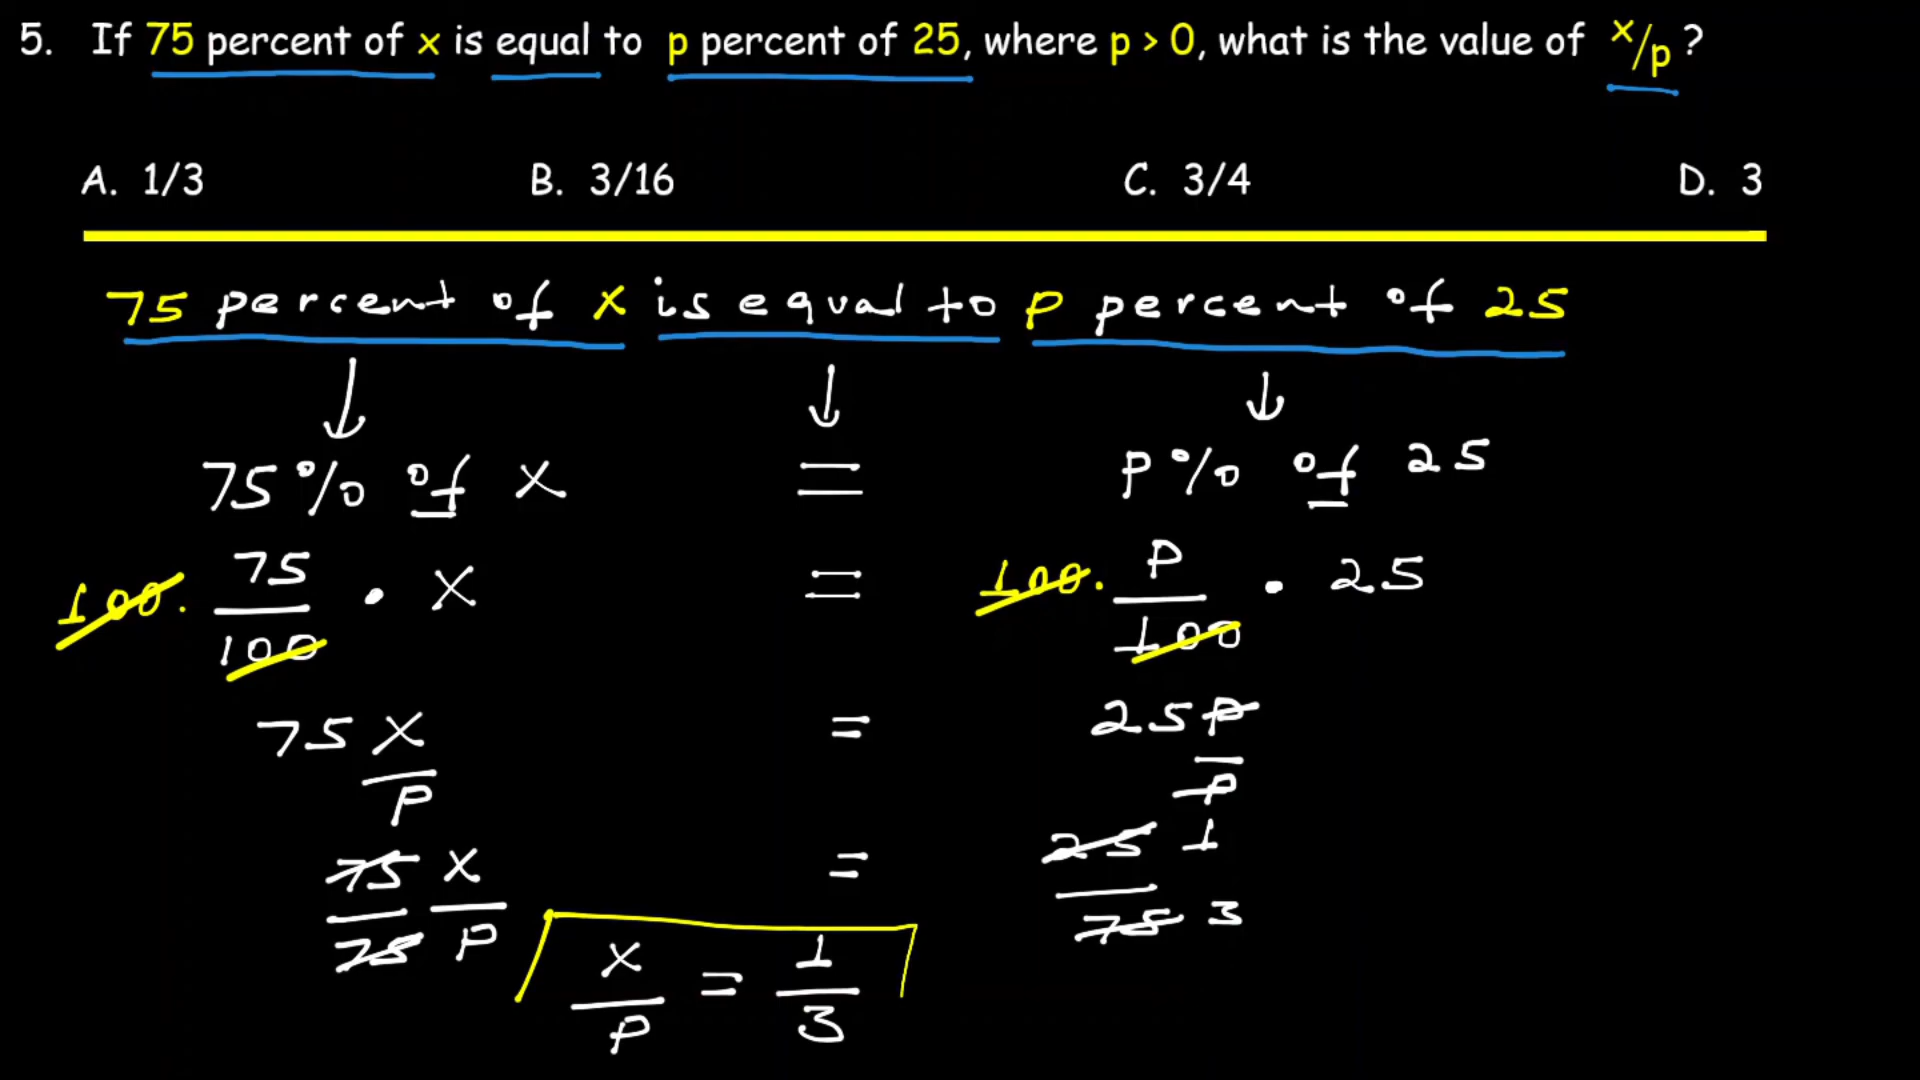 5. If 75 percent of x is equal to p percent of 25, where p > 0, what is the value of x/p ?
A. 1/3 B. 3/16 C. 3/4 D. 3
75 percent of x is equal to p percent of 25
75% of x = P% of 25
100. 75/100 • x = 100. P/100 • 25
75 x/P = 25P/P
75/75 x/P = 25/75 1/3
x/P = 1/3